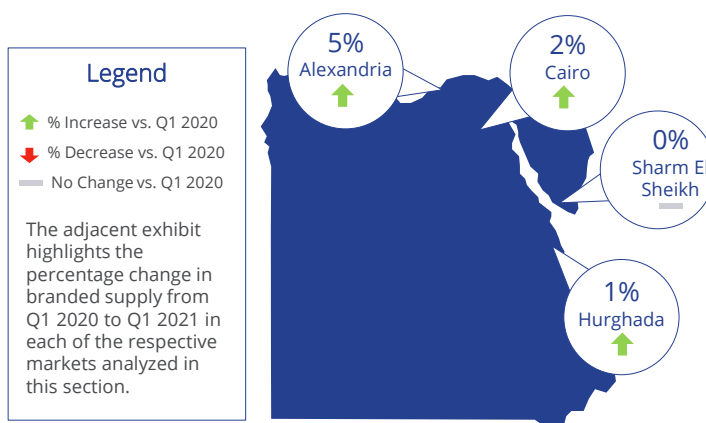 Legend
% Increase vs. Q1 2020
% Decrease vs. Q1 2020
No Change vs. Q1 2020
The adjacent exhibit
highlights the
percentage change in
branded supply from
Q1 2020 to Q1 2021 in
each of the respective
markets analyzed in
this section.
5%
Alexandria
2%
Cairo
0%
Sharm El
Sheikh
1%
Hurghada